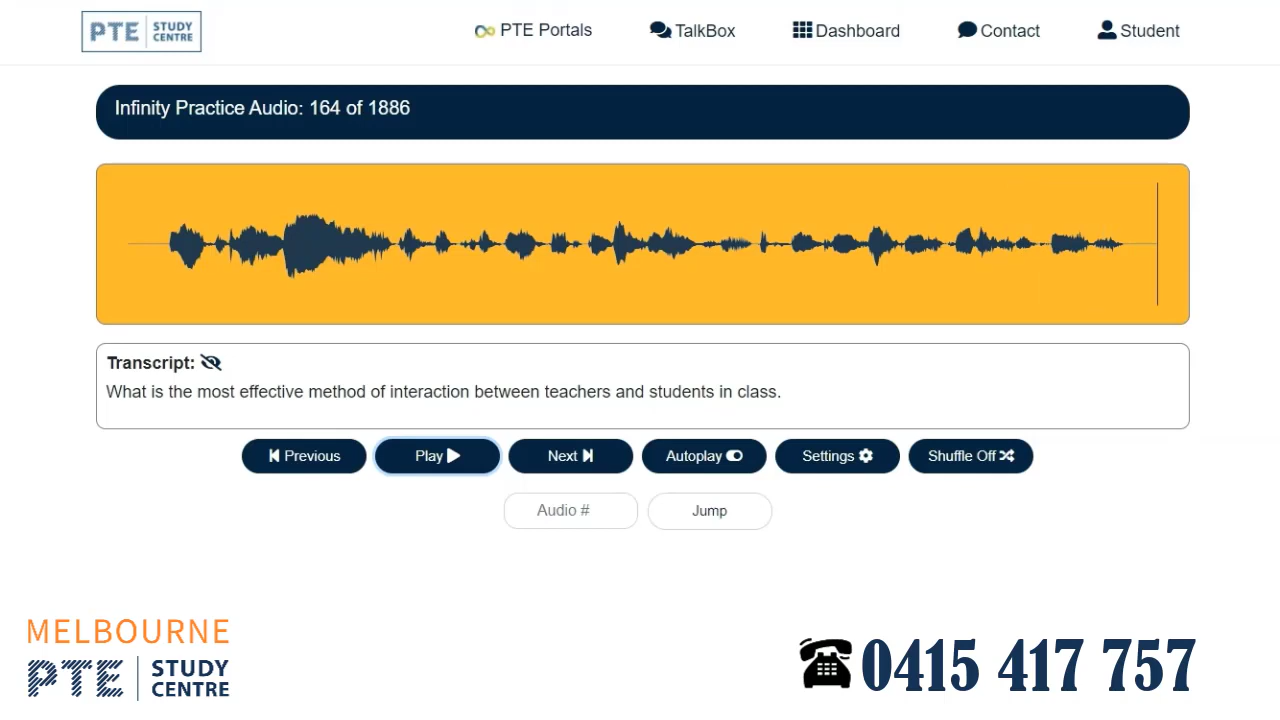 PTE STUDY CENTRE
PTE Portals
TalkBox
Dashboard
Contact
Student
Infinity Practice Audio: 164 of 1886
Transcript:
What is the most effective method of interaction between teachers and students in class.
Previous
Play
Next
Autoplay
Settings
Shuffle Off
Audio #
Jump
MELBOURNE
PTE STUDY CENTRE
0415 417 757